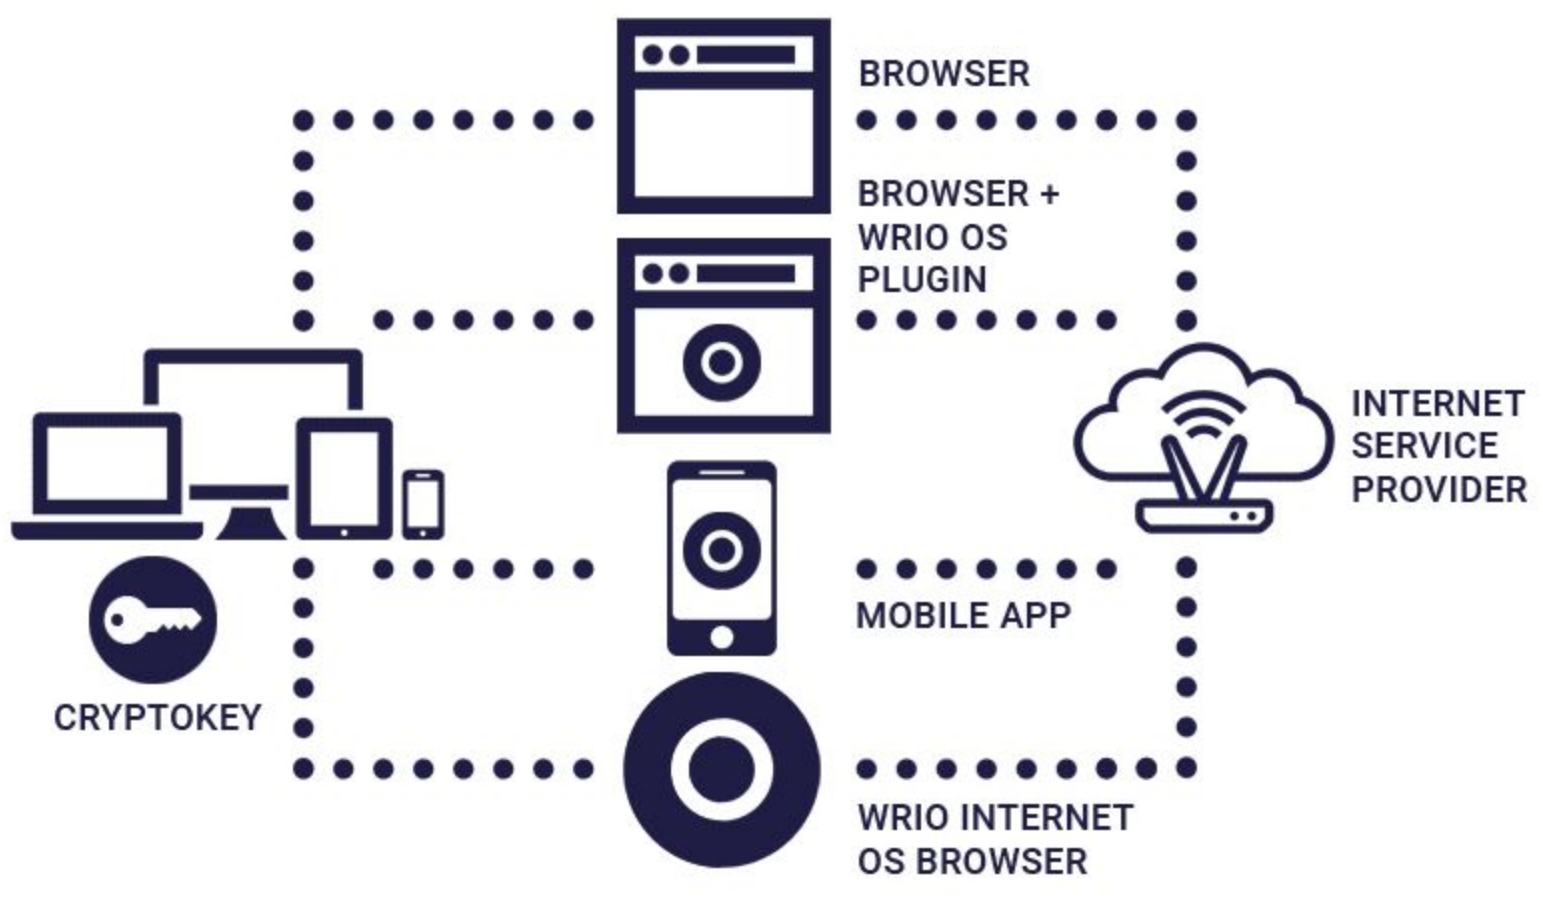 BROWSER
BROWSER +
WRIO OS
PLUGIN
INTERNET
SERVICE
PROVIDER
MOBILE APP
CRYPTOKEY
WRIO INTERNET
OS BROWSER